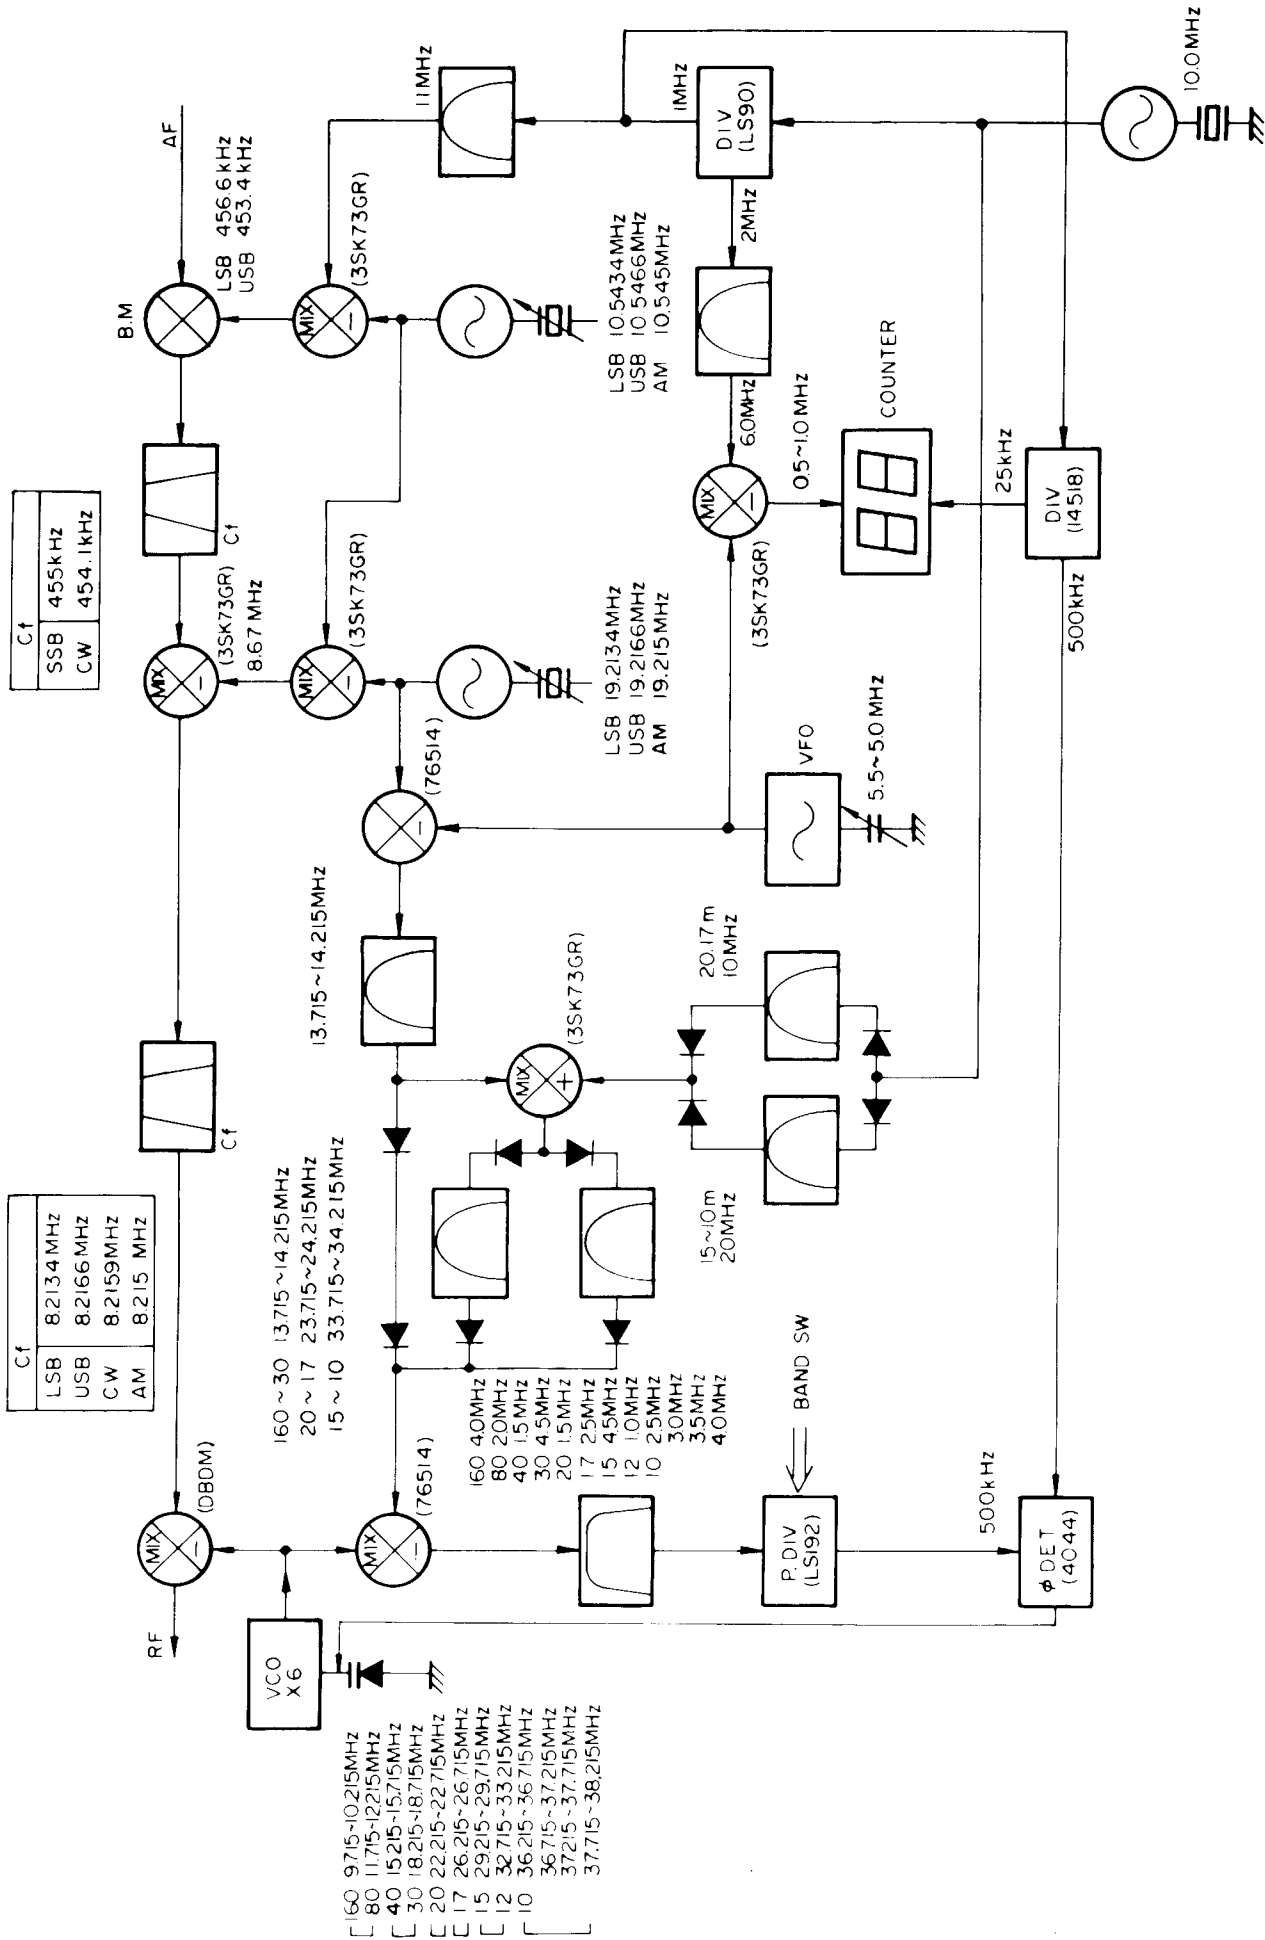 Cf
LSB 8.2134MHz
USB 8.2166MHz
CW 8.2159MHz
AM 8.215 MHz
Cf
SSB 455kHz
CW 454.1kHz
RF
MIX
−
(DBDM)
Cf
MIX
−
(3SK73GR)
8.67MHz
Cf
B.M
AF
LSB 456.6kHz
USB 453.4kHz
VCO
X6
160 9.715~10.215MHz
80 11.715~12.215MHz
40 15.215~15.715MHz
30 18.215~18.715MHz
20 22.215~22.715MHz
17 26.215~26.715MHz
15 29.215~29.715MHz
12 32.715~33.215MHz
10 36.215~36.715MHz
36.715~37.215MHz
37.215~37.715MHz
37.715~38.215MHz
160~30 13.715~14.215MHz
20~17 23.715~24.215MHz
15~10 33.715~34.215MHz
13.715~14.215MHz
MIX
−
(76514)
−
(76514)
MIX
−
(3SK73GR)
MIX
−
(3SK73GR)
11MHz
LSB 19.2134MHz
USB 19.2166MHz
AM 19.215MHz
LSB 10.5434MHz
USB 10.5466MHz
AM 10.545MHz
160 4.0MHz
80 2.0MHz
40 1.5MHz
30 4.5MHz
20 1.5MHz
17 2.5MHz
15 4.5MHz
12 1.0MHz
10 2.5MHz
3.0MHz
3.5MHz
4.0MHz
MIX
+
(3SK73GR)
15~10m
20MHz
20.17m
10MHz
VFO
5.5~5.0MHz
MIX
−
(3SK73GR)
6.0MHz
2MHz
DIV
(LS90)
1MHz
0.5~1.0MHz
COUNTER
25kHz
P.DIV
(LS192)
BAND SW
500kHz
φDET
(4044)
500kHz
DIV
(14518)
10.0MHz